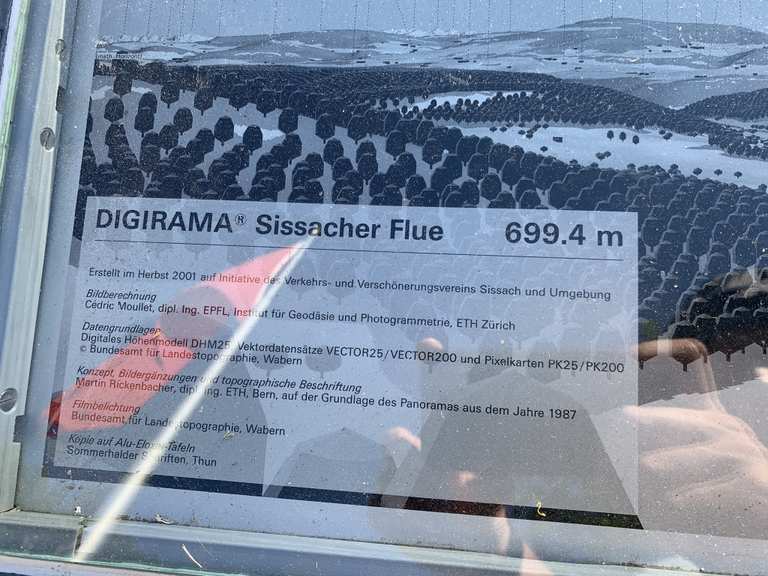 (math. Horizont)
DIGIRAMA® Sissacher Flue 699.4 m
Erstellt im Herbst 2001 auf Initiative des Verkehrs- und Verschönerungsvereins Sissach und Umgebung
Bildberechnung
Cédric Moullet, dipl. Ing. EPFL, Institut für Geodäsie und Photogrammetrie, ETH Zürich
Datengrundlagen
Digitales Höhenmodell DHM25, Vektordatensätze VECTOR25/VECTOR200 und Pixelkarten PK25/PK200
© Bundesamt für Landestopographie, Wabern
Konzept, Bildergänzungen und topographische Beschriftung
Martin Rickenbacher, dipl. Ing. ETH, Bern, auf der Grundlage des Panoramas aus dem Jahre 1987
Filmbelichtung
Bundesamt für Landestopographie, Wabern
Kopie auf Alu-Eloxa-Tafeln
Sommerhalder Schriften, Thun